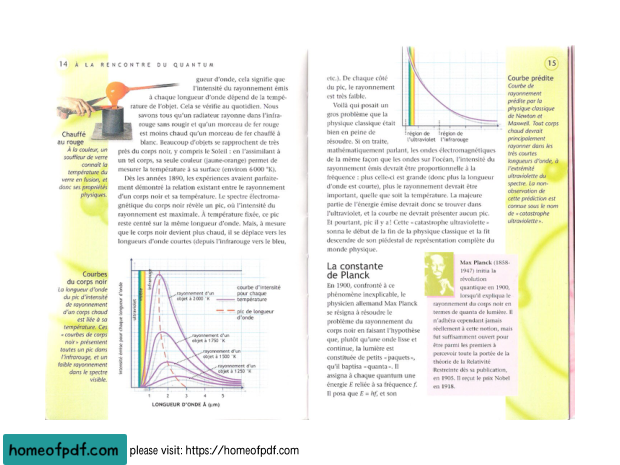 14 À LA RENCONTRE DU QUANTUM
gueur d'onde, cela signifie que
l'intensité du rayonnement émis
à chaque longueur d'onde dépend de la tempé-
rature de l'objet. Cela se vérifie au quotidien. Nous
savons tous qu'un radiateur rayonne dans l'infra-
rouge sans rougir et qu'un morceau de fer rouge
est moins chaud qu'un morceau de fer chauffé à
blanc. Beaucoup d'objets se rapprochent de très
près du corps noir, y compris le Soleil : en l'assimilant à
un tel corps, sa seule couleur (jaune-orange) permet de
mesurer la température à sa surface (environ 6 000 °K).
Dès les années 1890, les expériences avaient parfaite-
ment démontré la relation existant entre le rayonnement
d'un corps noir et sa température. Le spectre électroma-
gnétique du corps noir révèle un pic, où l'intensité du
rayonnement est maximale. À température fixée, ce pic
reste centré sur la même longueur d'onde. Mais, à mesure
que le corps noir devient plus chaud, il se déplace vers les
longueurs d'onde courtes (depuis l'infrarouge vers le bleu,
Chauffé
au rouge
À la couleur, un
souffleur de verre
connaît la
température du
verre en fusion, et
donc ses propriétés
physiques.
Courbes
du corps noir
La longueur d'onde
du pic d'intensité
de rayonnement
d'un corps chaud
est liée à sa
température. Ces
« courbes de corps
noir » présentent
toutes un pic dans
l'infrarouge, et un
faible rayonnement
dans le spectre
visible.
Intensité émise pour chaque longueur d'onde
ultraviolet
visible
infrarouge
rayonnement d'un
objet à 2 000 °K
courbe d'intensité
pour chaque
température
pic de longueur
d'onde
rayonnement d'un
objet à 1 750 °K
rayonnement d'un
objet à 1 500 °K
rayonnement d'un
objet à 1 250 °K
1 2 3 4 5
LONGUEUR D'ONDE À (µm)
15
etc.). De chaque côté
du pic, le rayonnement
est très faible.
Voilà qui posait un
gros problème que la
physique classique était
bien en peine de
résoudre. Si on traite,
mathématiquement parlant, les ondes électromagnétiques
de la même façon que les ondes sur l'océan, l'intensité du
rayonnement émis devrait être proportionnelle à la
fréquence : plus celle-ci est grande (donc plus la longueur
d'onde est courte), plus le rayonnement devrait être
important, quelle que soit la température. La majeure
partie de l'énergie émise devrait donc se trouver dans
l'ultraviolet, et la courbe ne devrait présenter aucun pic.
Et pourtant, pic il y a ! Cette « catastrophe ultraviolette »
sonna le début de la fin de la physique classique et la fit
descendre de son piédestal de représentation complète du
monde physique.
région de
l'ultraviolet
région de
l'infrarouge
Courbe prédite
Courbe de
rayonnement
prédite par la
physique classique
de Newton et
Maxwell. Tout corps
chaud devrait
principalement
rayonner dans les
très courtes
longueurs d'onde, à
l'extrémité
ultraviolette du
spectre. La non-
observation de
cette prédiction est
connue sous le nom
de « catastrophe
ultraviolette ».
La constante
de Planck
En 1900, confronté à ce
phénomène inexplicable, le
physicien allemand Max Planck
se résigna à résoudre le
problème du rayonnement du
corps noir en faisant l'hypothèse
que, plutôt qu'une onde lisse et
continue, la lumière est
constituée de petits « paquets »,
qu'il baptisa « quanta ». Il
assigna à chaque quantum une
énergie E reliée à sa fréquence f.
Il posa que E = hf, et son
Max Planck (1858-
1947) initia la
révolution
quantique en 1900,
lorsqu'il expliqua le
rayonnement du corps noir en
termes de quanta de lumière. Il
n'adhéra cependant jamais
réellement à cette notion, mais
fut suffisamment ouvert pour
être parmi les premiers à
percevoir toute la portée de la
théorie de la Relativité
Restreinte dès sa publication,
en 1905. Il reçut le prix Nobel
en 1918.
homeofpdf.com please visit: https://homeofpdf.com